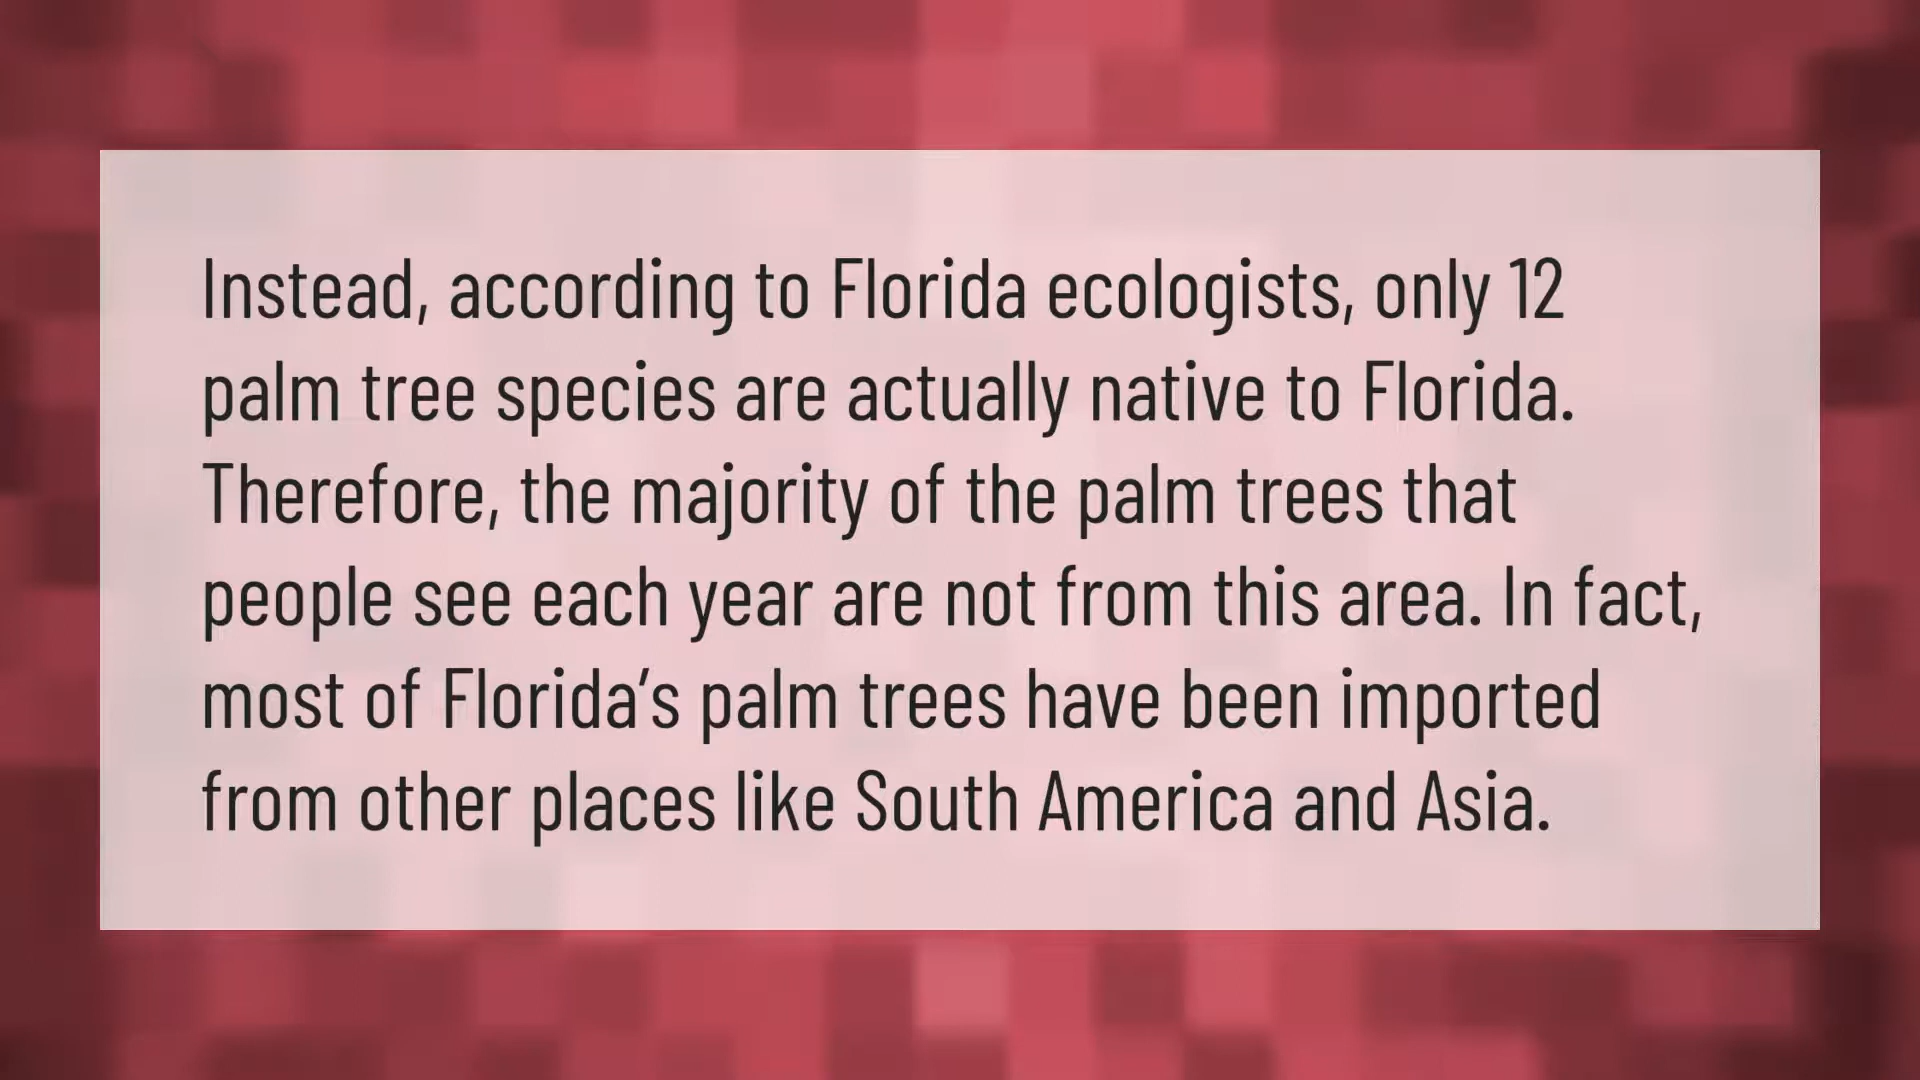 Instead, according to Florida ecologists, only 12
palm tree species are actually native to Florida.
Therefore, the majority of the palm trees that
people see each year are not from this area. In fact,
most of Florida’s palm trees have been imported
from other places like South America and Asia.